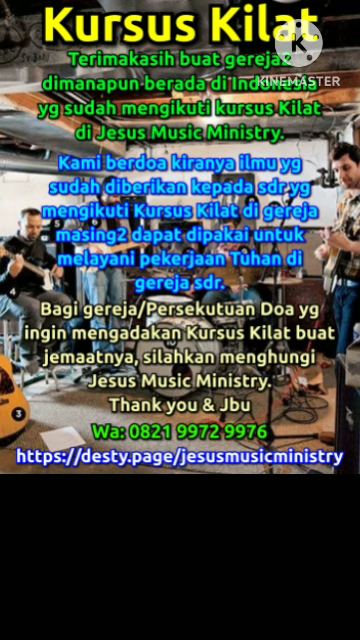 Kursus Kilat
Terimakasih buat gereja2
KINEMASTER
dimanapun berada di Indonesia
yg sudah mengikuti kursus Kilat
di Jesus Music Ministry.
Kami berdoa kiranya ilmu yg
sudah diberikan kepada sdr yg
mengikuti Kursus Kilat di gereja
masing2 dapat dipakai untuk
melayani pekerjaan Tuhan di
gereja sdr.
Bagi gereja/Persekutuan Doa yg
ingin mengadakan Kursus Kilat buat
jemaatnya, silahkan menghungi
Jesus Music Ministry.
Thank you & Jbu
Wa: 0821 9972 9976
https://desty.page/jesusmusicministry